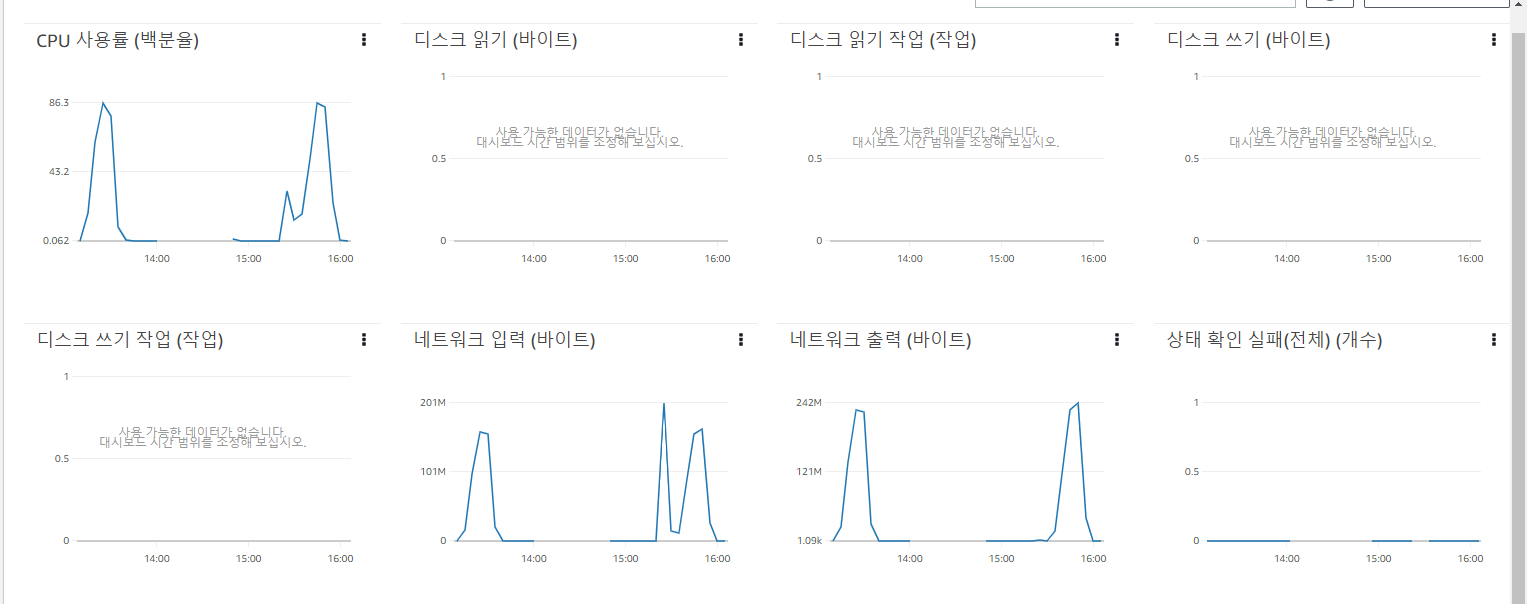 CPU 사용률 (백분율)
디스크 읽기 (바이트)
디스크 읽기 작업 (작업)
디스크 쓰기 (바이트)
86.3
43.2
0.062
14:00 15:00 16:00
1
사용 가능한 데이터가 없습니다.
대시보드 시간 범위를 조정해 보십시오.
0.5
0
14:00 15:00 16:00
1
사용 가능한 데이터가 없습니다.
대시보드 시간 범위를 조정해 보십시오.
0.5
0
14:00 15:00 16:00
1
사용 가능한 데이터가 없습니다.
대시보드 시간 범위를 조정해 보십시오.
0.5
0
14:00 15:00 16:00
디스크 쓰기 작업 (작업)
네트워크 입력 (바이트)
네트워크 출력 (바이트)
상태 확인 실패(전체) (개수)
1
사용 가능한 데이터가 없습니다.
대시보드 시간 범위를 조정해 보십시오.
0.5
0
14:00 15:00 16:00
201M
101M
0
14:00 15:00 16:00
242M
121M
1.09k
14:00 15:00 16:00
1
0.5
0
14:00 15:00 16:00